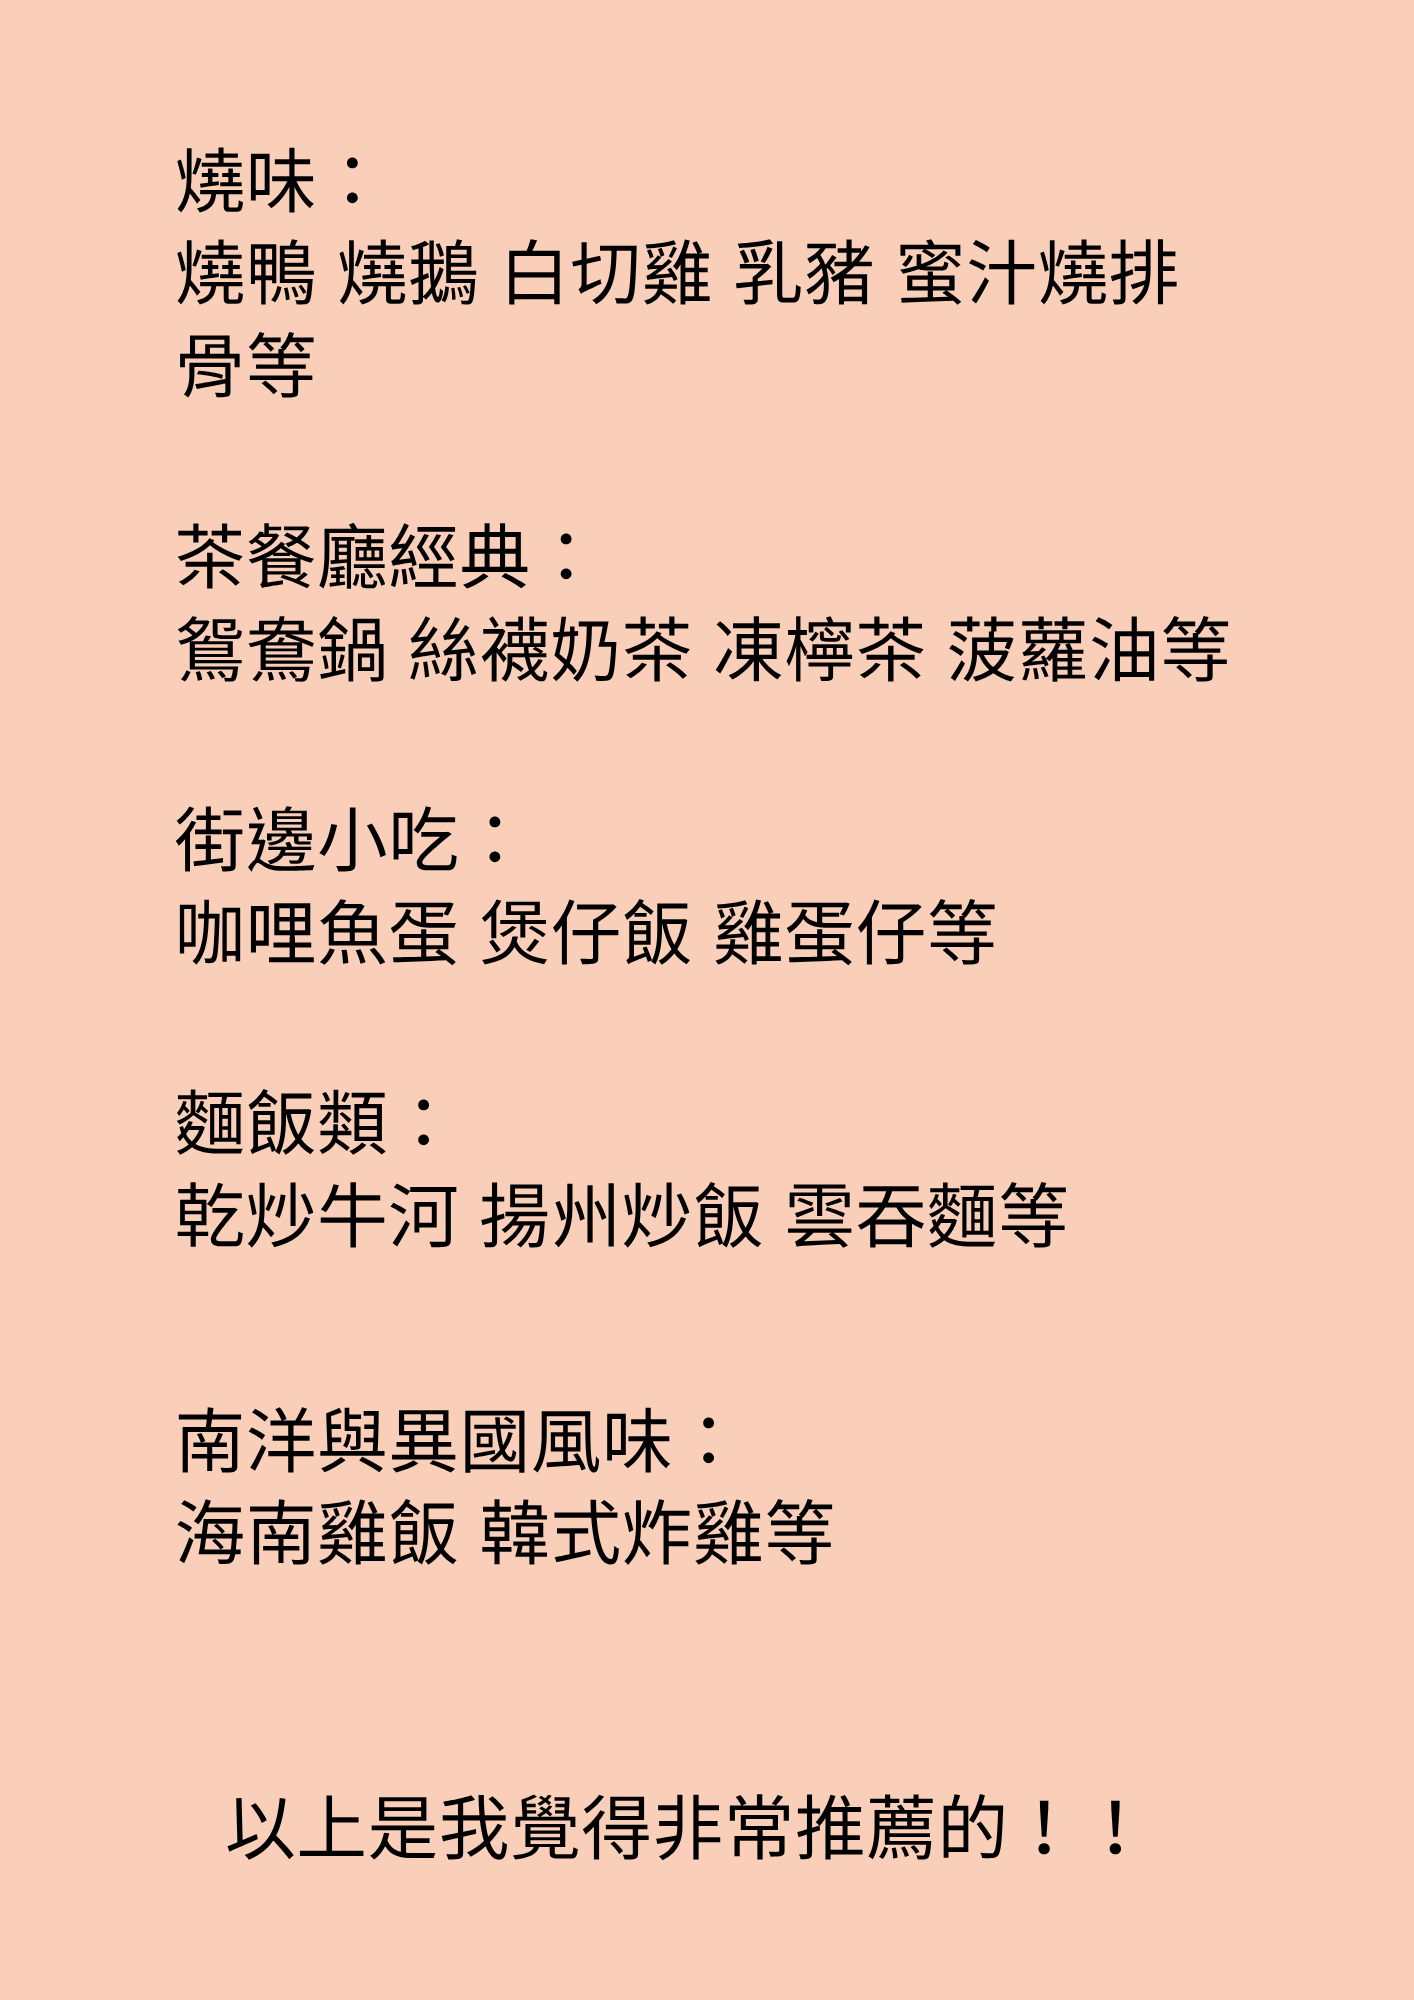 燒味：
燒鴨 燒鵝 白切雞 乳豬 蜜汁燒排
骨等
茶餐廳經典：
鴛鴦鍋 絲襪奶茶 凍檸茶 菠蘿油等
街邊小吃：
咖哩魚蛋 煲仔飯 雞蛋仔等
麵飯類：
乾炒牛河 揚州炒飯 雲吞麵等
南洋與異國風味：
海南雞飯 韓式炸雞等
以上是我覺得非常推薦的！！